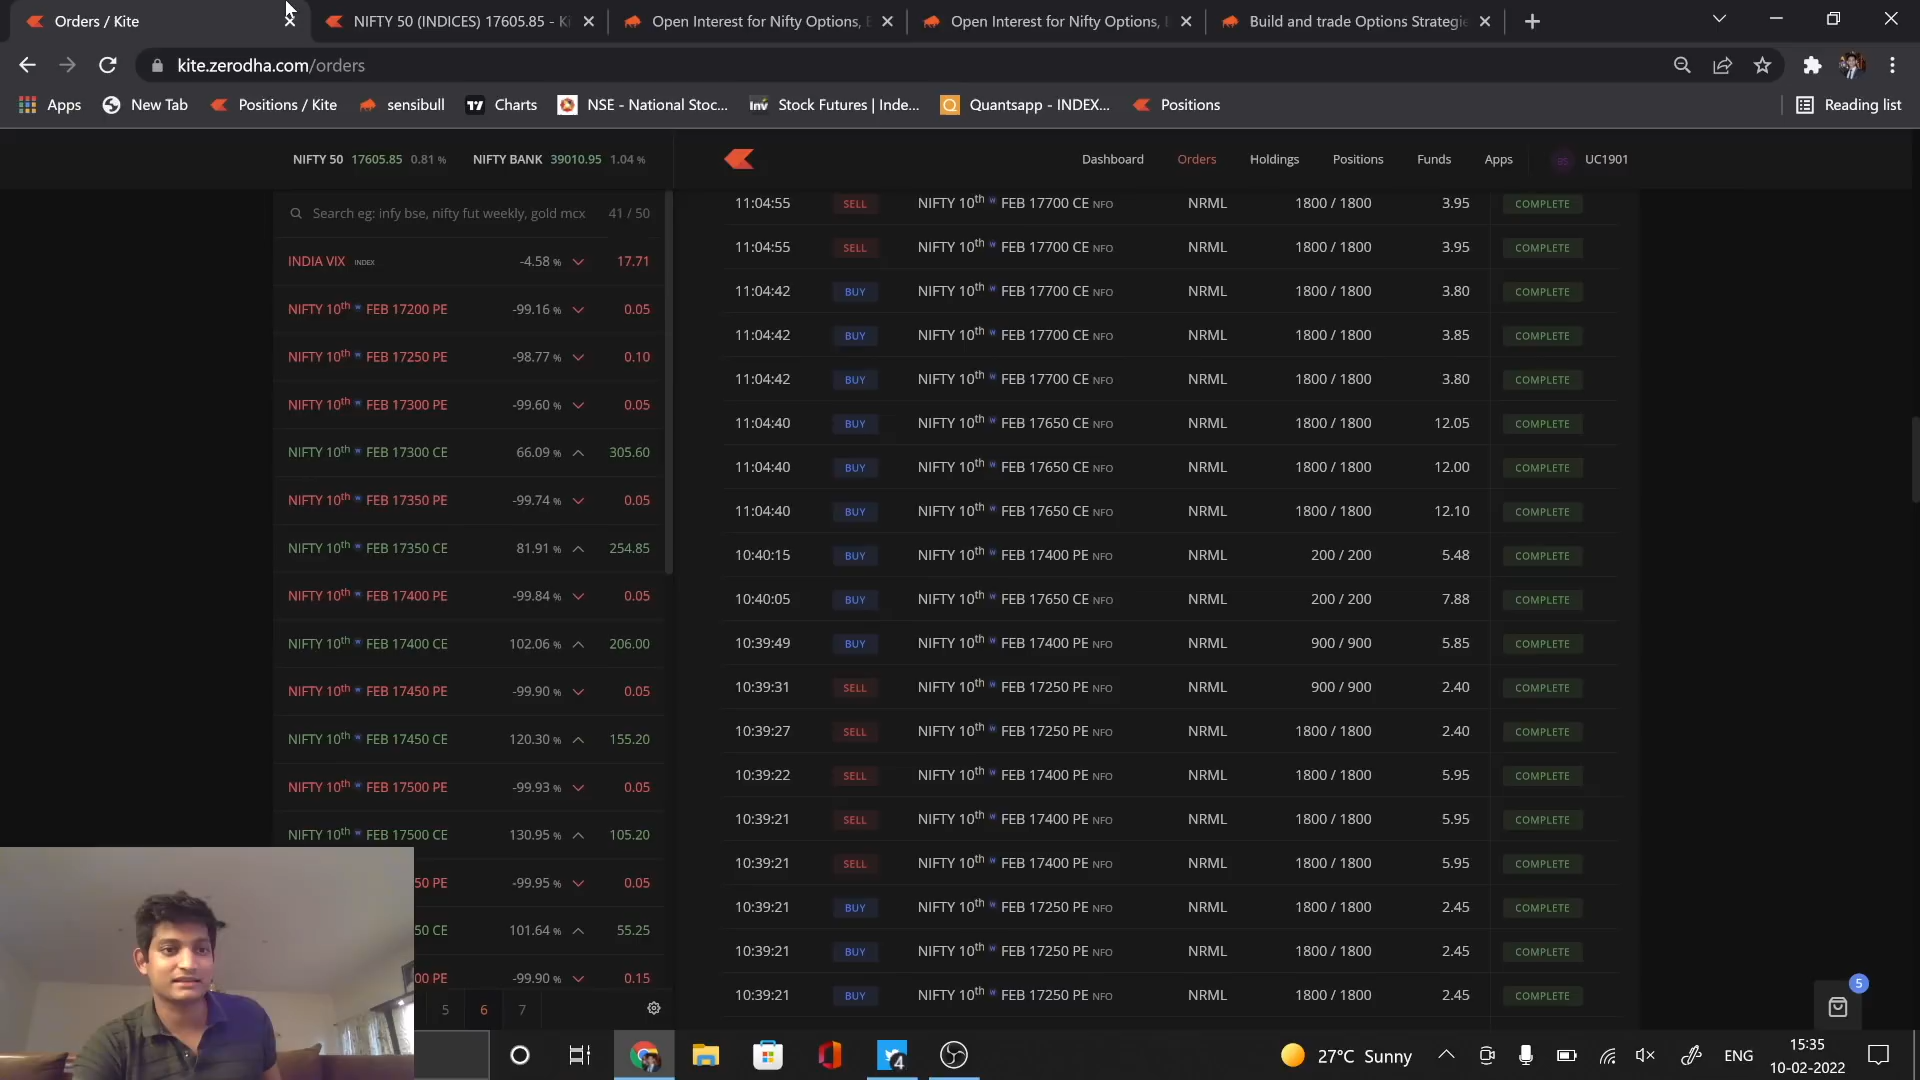 Orders / Kite
NIFTY 50 (INDICES) 17605.85 - Ki
Open Interest for Nifty Options,
Open Interest for Nifty Options,
Build and trade Options Strategie
kite.zerodha.com/orders
Apps
New Tab
Positions / Kite
sensibull
Charts
NSE - National Stoc...
Stock Futures | Inde...
Quantsapp - INDEX...
Positions
Reading list
NIFTY 50 17605.85 0.81 %
NIFTY BANK 39010.95 1.04 %
Dashboard
Orders
Holdings
Positions
Funds
Apps
UC1901
Search eg: infy bse, nifty fut weekly, gold mcx 41 / 50
INDIA VIX INDEX -4.58 % 17.71
NIFTY 10th w FEB 17200 PE -99.16 % 0.05
NIFTY 10th w FEB 17250 PE -98.77 % 0.10
NIFTY 10th w FEB 17300 PE -99.60 % 0.05
NIFTY 10th w FEB 17300 CE 66.09 % 305.60
NIFTY 10th w FEB 17350 PE -99.74 % 0.05
NIFTY 10th w FEB 17350 CE 81.91 % 254.85
NIFTY 10th w FEB 17400 PE -99.84 % 0.05
NIFTY 10th w FEB 17400 CE 102.06 % 206.00
NIFTY 10th w FEB 17450 PE -99.90 % 0.05
NIFTY 10th w FEB 17450 CE 120.30 % 155.20
NIFTY 10th w FEB 17500 PE -99.93 % 0.05
NIFTY 10th w FEB 17500 CE 130.95 % 105.20
50 PE -99.95 % 0.05
50 CE 101.64 % 55.25
00 PE -99.90 % 0.15
5 6 7
11:04:55 SELL NIFTY 10th w FEB 17700 CE NFO NRML 1800 / 1800 3.95 COMPLETE
11:04:55 SELL NIFTY 10th w FEB 17700 CE NFO NRML 1800 / 1800 3.95 COMPLETE
11:04:42 BUY NIFTY 10th w FEB 17700 CE NFO NRML 1800 / 1800 3.80 COMPLETE
11:04:42 BUY NIFTY 10th w FEB 17700 CE NFO NRML 1800 / 1800 3.85 COMPLETE
11:04:42 BUY NIFTY 10th w FEB 17700 CE NFO NRML 1800 / 1800 3.80 COMPLETE
11:04:40 BUY NIFTY 10th w FEB 17650 CE NFO NRML 1800 / 1800 12.05 COMPLETE
11:04:40 BUY NIFTY 10th w FEB 17650 CE NFO NRML 1800 / 1800 12.00 COMPLETE
11:04:40 BUY NIFTY 10th w FEB 17650 CE NFO NRML 1800 / 1800 12.10 COMPLETE
10:40:15 BUY NIFTY 10th w FEB 17400 PE NFO NRML 200 / 200 5.48 COMPLETE
10:40:05 BUY NIFTY 10th w FEB 17650 CE NFO NRML 200 / 200 7.88 COMPLETE
10:39:49 BUY NIFTY 10th w FEB 17400 PE NFO NRML 900 / 900 5.85 COMPLETE
10:39:31 SELL NIFTY 10th w FEB 17250 PE NFO NRML 900 / 900 2.40 COMPLETE
10:39:27 SELL NIFTY 10th w FEB 17250 PE NFO NRML 1800 / 1800 2.40 COMPLETE
10:39:22 SELL NIFTY 10th w FEB 17400 PE NFO NRML 1800 / 1800 5.95 COMPLETE
10:39:21 SELL NIFTY 10th w FEB 17400 PE NFO NRML 1800 / 1800 5.95 COMPLETE
10:39:21 SELL NIFTY 10th w FEB 17400 PE NFO NRML 1800 / 1800 5.95 COMPLETE
10:39:21 BUY NIFTY 10th w FEB 17250 PE NFO NRML 1800 / 1800 2.45 COMPLETE
10:39:21 BUY NIFTY 10th w FEB 17250 PE NFO NRML 1800 / 1800 2.45 COMPLETE
10:39:21 BUY NIFTY 10th w FEB 17250 PE NFO NRML 1800 / 1800 2.45 COMPLETE
5
4
27°C Sunny
ENG
15:35
10-02-2022